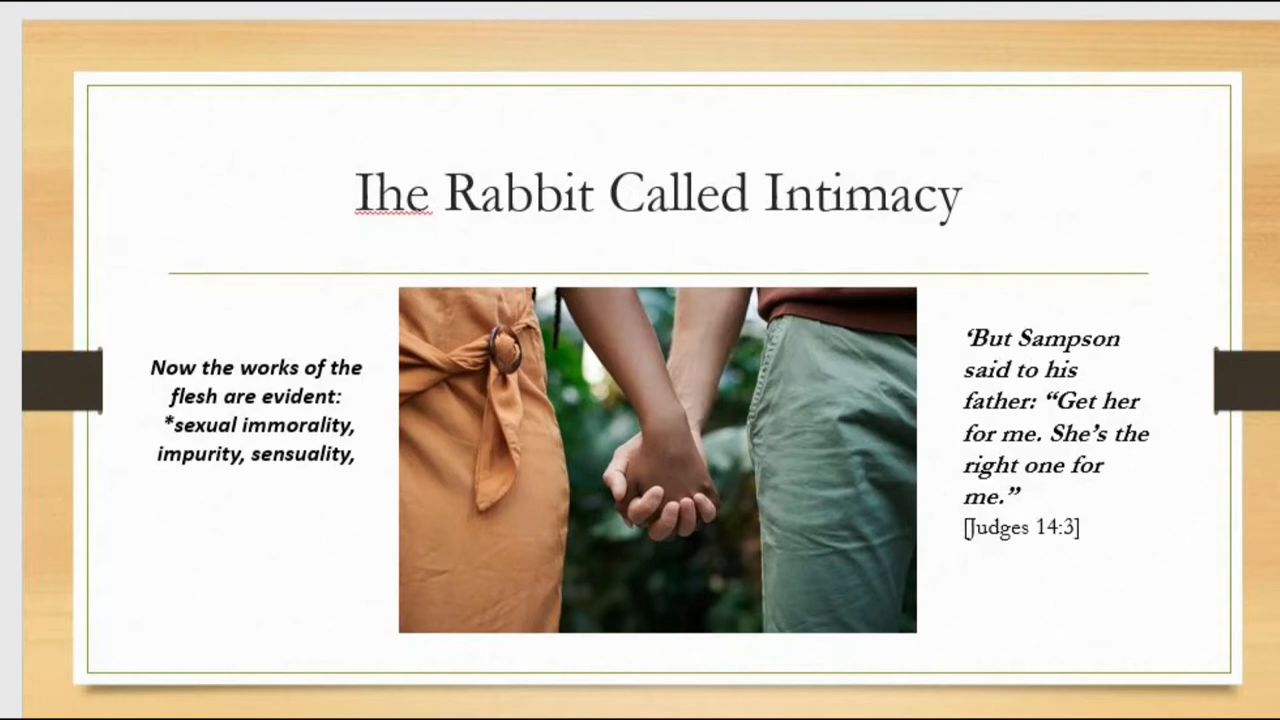 Ihe Rabbit Called Intimacy
Now the works of the
flesh are evident:
*sexual immorality,
impurity, sensuality,
‘But Sampson
said to his
father: “Get her
for me. She’s the
right one for
me.”
[Judges 14:3]